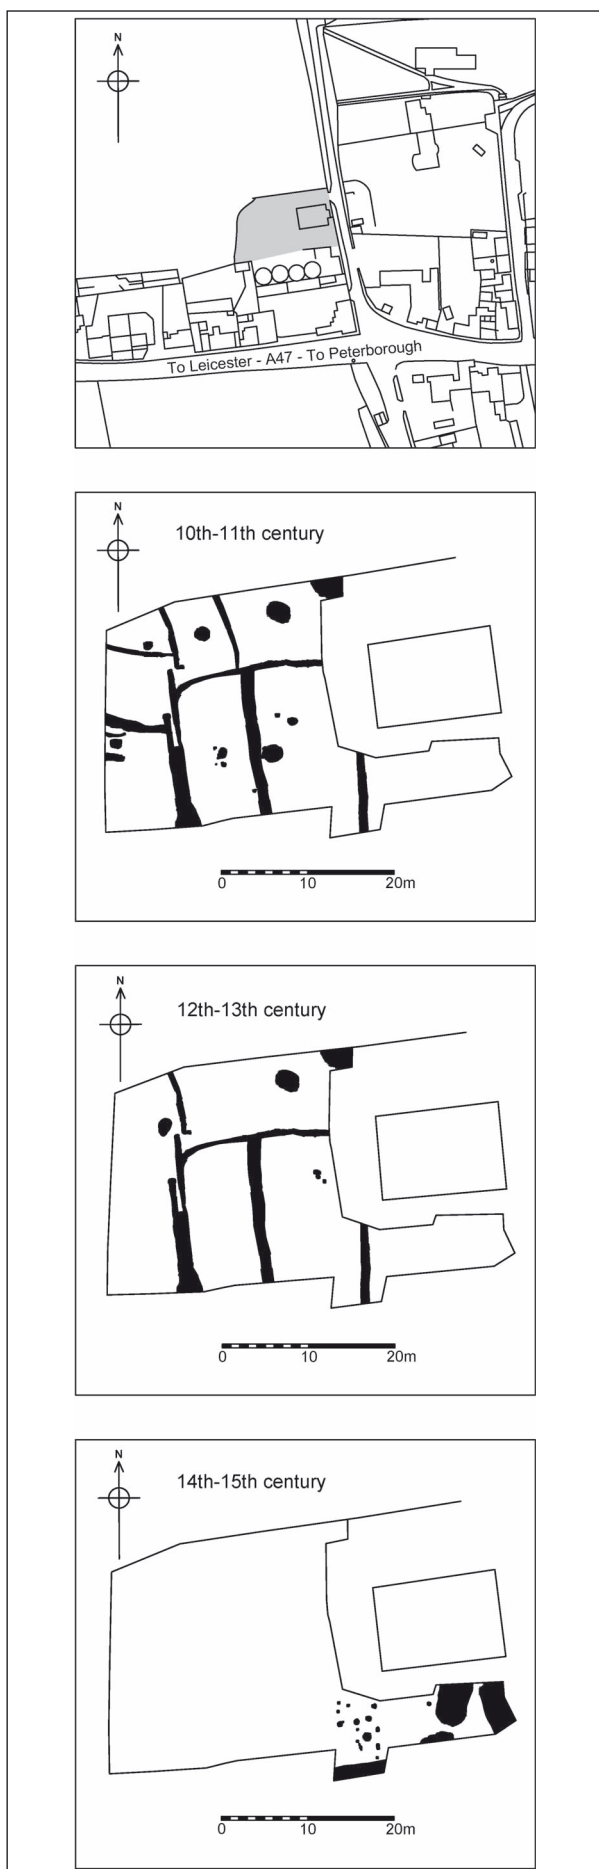 N
To Leicester - A47 - To Peterborough
N
10th-11th century
0 10 20m
N
12th-13th century
0 10 20m
N
14th-15th century
0 10 20m